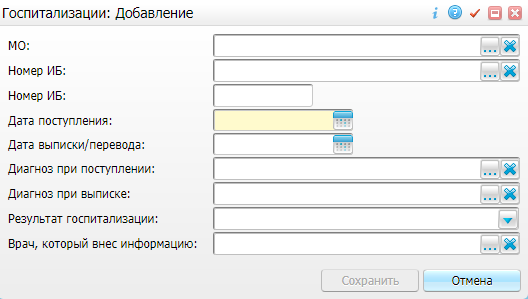 Госпитализации: Добавление
МО:
Номер ИБ:
Номер ИБ:
Дата поступления:
Дата выписки/перевода:
Диагноз при поступлении:
Диагноз при выписке:
Результат госпитализации:
Врач, который внес информацию:
Сохранить Отмена